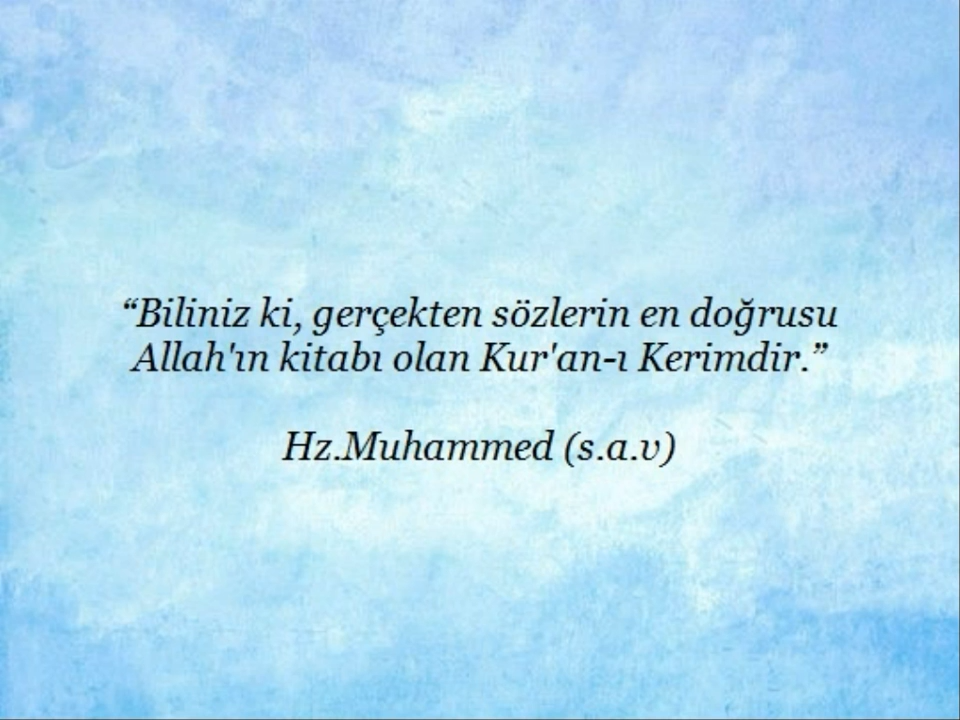 “Biliniz ki, gerçekten sözlerin en doğrusu
Allah'ın kitabı olan Kur'an-ı Kerimdir.”
Hz.Muhammed (s.a.v)